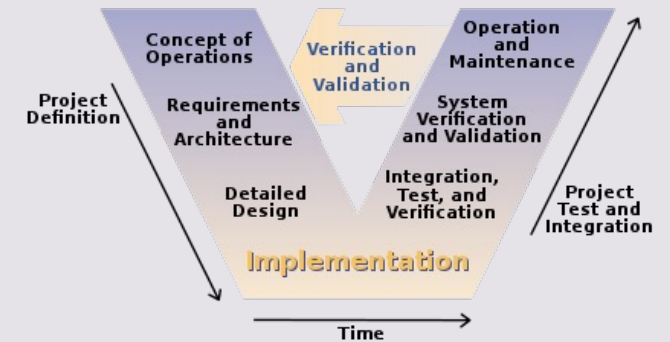 Concept of
Operations
Verification
and
Validation
Operation
and
Maintenance
Project
Definition
Requirements
and
Architecture
System
Verification
and Validation
Detailed
Design
Integration,
Test, and
Verification
Project
Test and
Integration
Implementation
Time